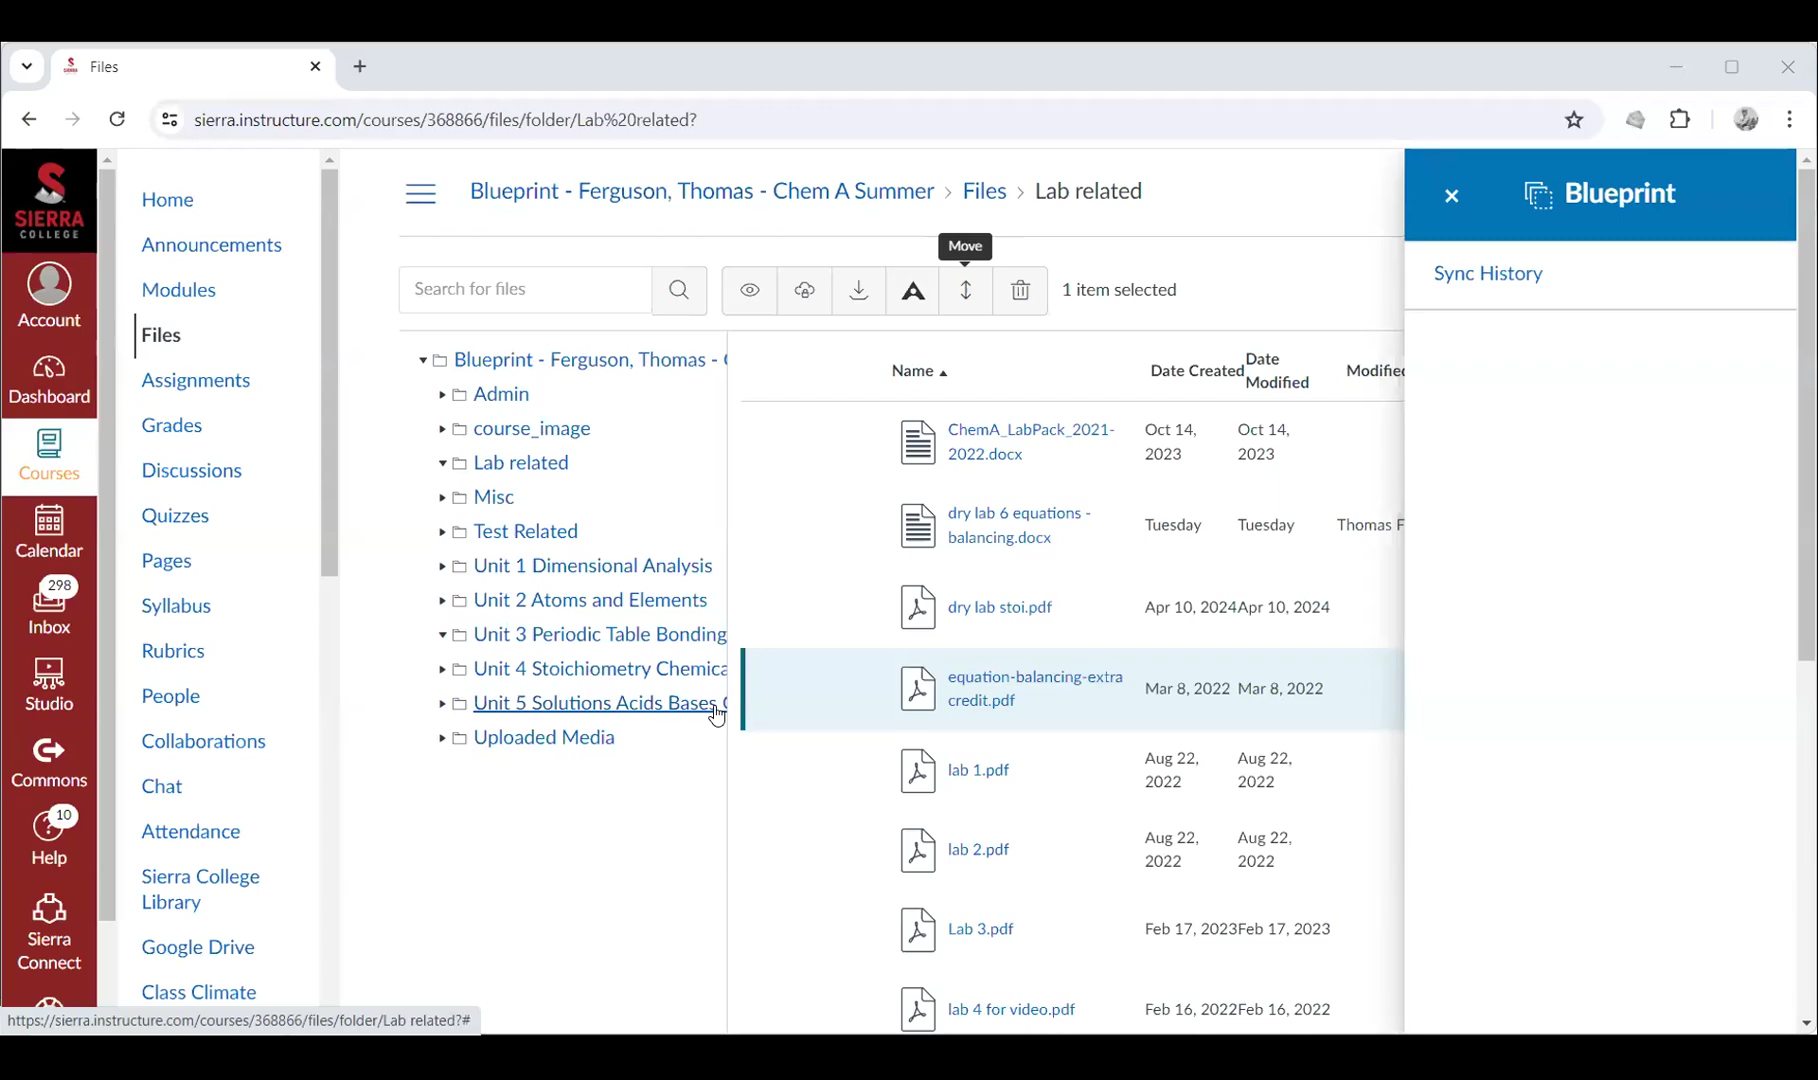 Files
sierra.instructure.com/courses/368866/files/folder/Lab%20related?
SIERRA
COLLEGE
Account
Dashboard
Courses
Calendar
298
Inbox
Studio
Commons
10
Help
Sierra
Connect
Home
Announcements
Modules
Files
Assignments
Grades
Discussions
Quizzes
Pages
Syllabus
Rubrics
People
Collaborations
Chat
Attendance
Sierra College
Library
Google Drive
Class Climate
Blueprint - Ferguson, Thomas - Chem A Summer › Files › Lab related
Move
Search for files
1 item selected
Blueprint - Ferguson, Thomas - C
Admin
course_image
Lab related
Misc
Test Related
Unit 1 Dimensional Analysis
Unit 2 Atoms and Elements
Unit 3 Periodic Table Bonding
Unit 4 Stoichiometry Chemica
Unit 5 Solutions Acids Bases
Uploaded Media
Name Date Created Date
Modified Modified
ChemA_LabPack_2021- Oct 14, Oct 14,
2022.docx 2023 2023
dry lab 6 equations -
balancing.docx Tuesday Tuesday Thomas F
dry lab stoi.pdf Apr 10, 2024 Apr 10, 2024
equation-balancing-extra
credit.pdf Mar 8, 2022 Mar 8, 2022
lab 1.pdf Aug 22, Aug 22,
2022 2022
lab 2.pdf Aug 22, Aug 22,
2022 2022
Lab 3.pdf Feb 17, 2023 Feb 17, 2023
lab 4 for video.pdf Feb 16, 2022 Feb 16, 2022
Blueprint
Sync History
https://sierra.instructure.com/courses/368866/files/folder/Lab related?#